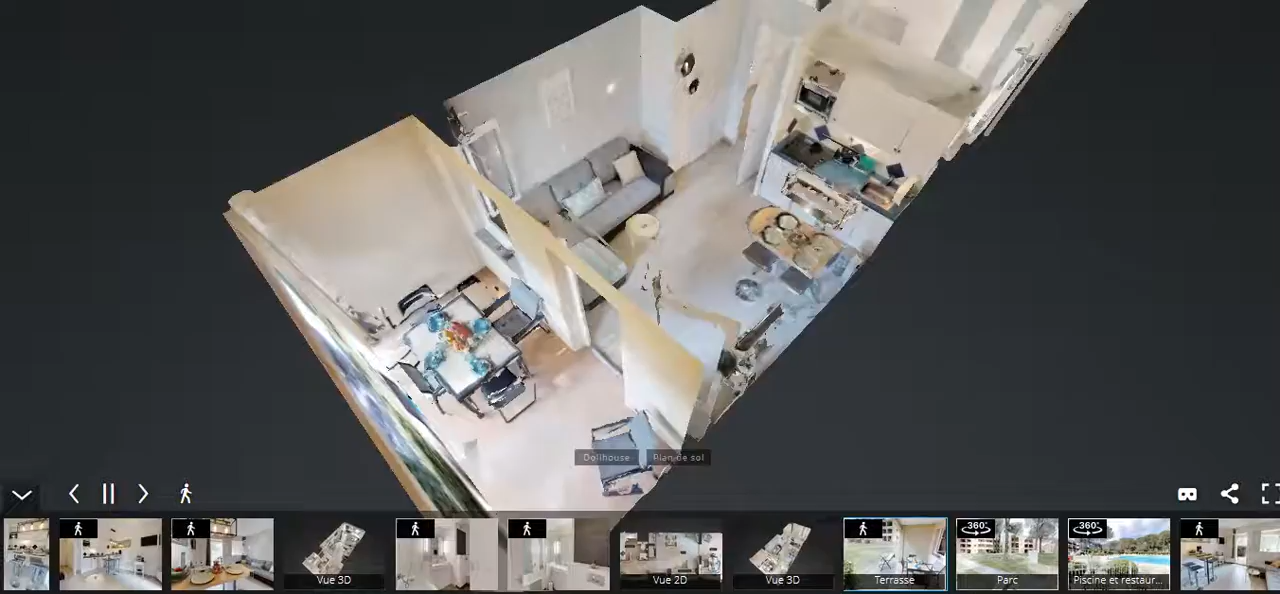 Dollhouse
Plan de sol
Vue 3D
Vue 2D
Vue 3D
Terrasse
360°
Parc
360°
Piscine et restaur...